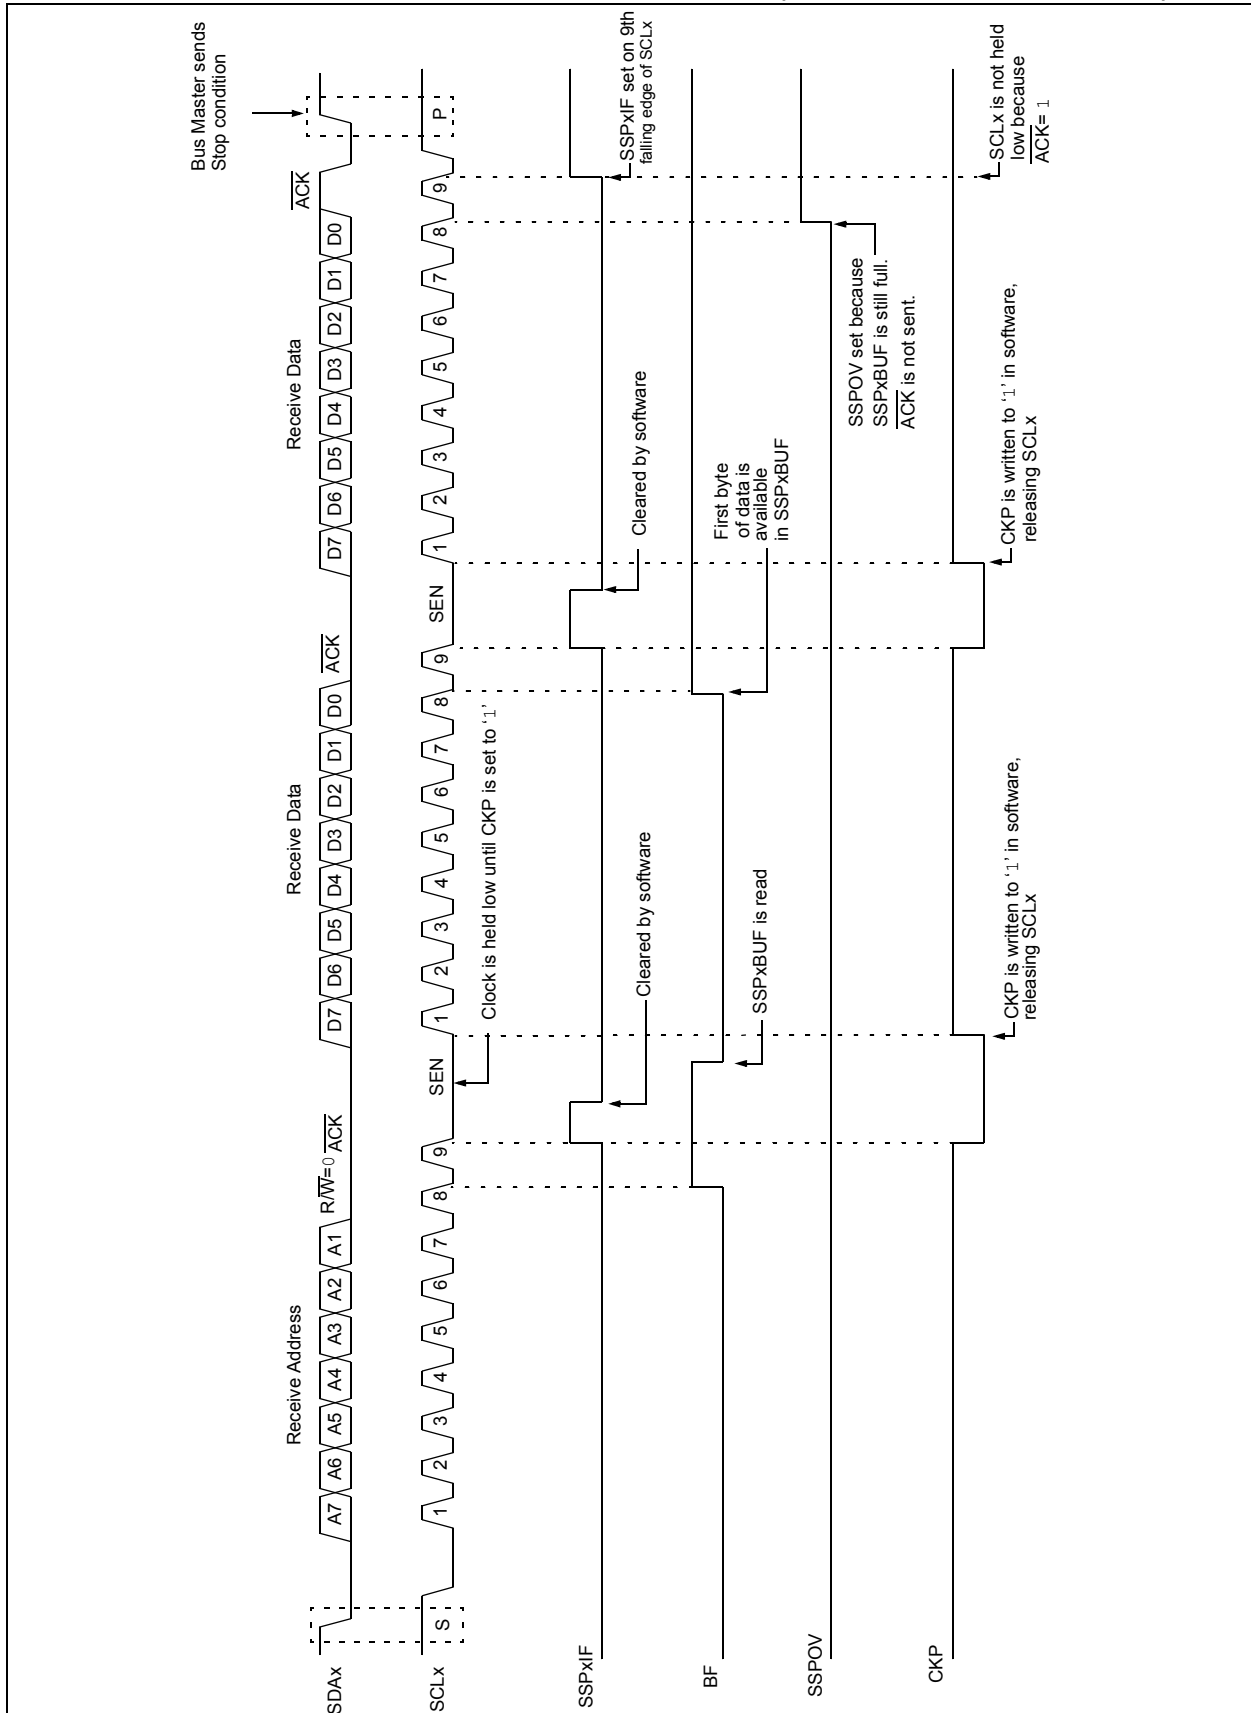 Bus Master sends
Stop condition
Receive Address
Receive Data
Receive Data
SDAx
A7
A6
A5
A4
A3
A2
A1
R/W=0
ACK
D7
D6
D5
D4
D3
D2
D1
D0
ACK
D7
D6
D5
D4
D3
D2
D1
D0
ACK
SCLx
S
1
2
3
4
5
6
7
8
9
SEN
1
2
3
4
5
6
7
8
9
SEN
1
2
3
4
5
6
7
8
9
P
Clock is held low until CKP is set to ‘1’
SSPxIF
Cleared by software
Cleared by software
SSPxIF set on 9th
falling edge of SCLx
BF
SSPxBUF is read
First byte
of data is
available
in SSPxBUF
SSPOV
SSPOV set because
SSPxBUF is still full.
ACK is not sent.
CKP
CKP is written to ‘1’ in software,
releasing SCLx
CKP is written to ‘1’ in software,
releasing SCLx
SCLx is not held
low because
ACK= 1